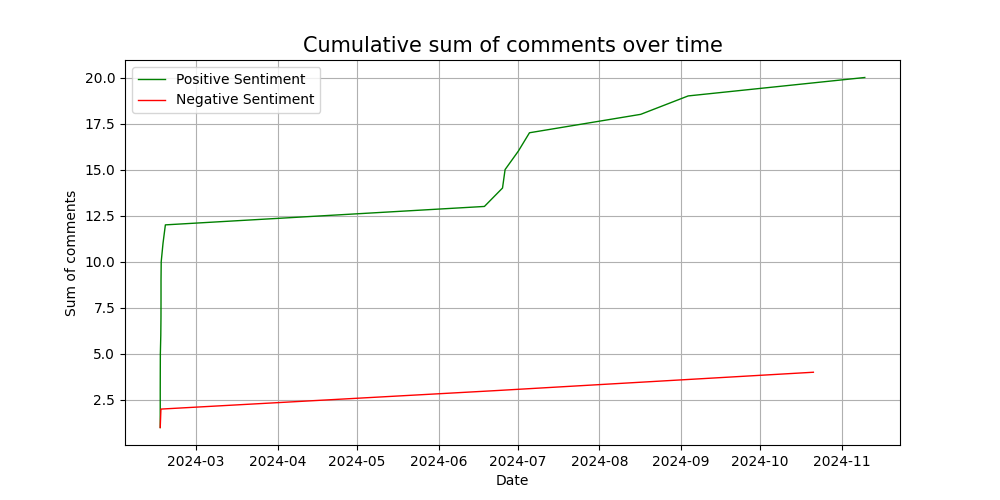 Cumulative sum of comments over time
Positive Sentiment
Negative Sentiment
20.0
17.5
15.0
12.5
10.0
7.5
5.0
2.5
Sum of comments
2024-03 2024-04 2024-05 2024-06 2024-07 2024-08 2024-09 2024-10 2024-11
Date